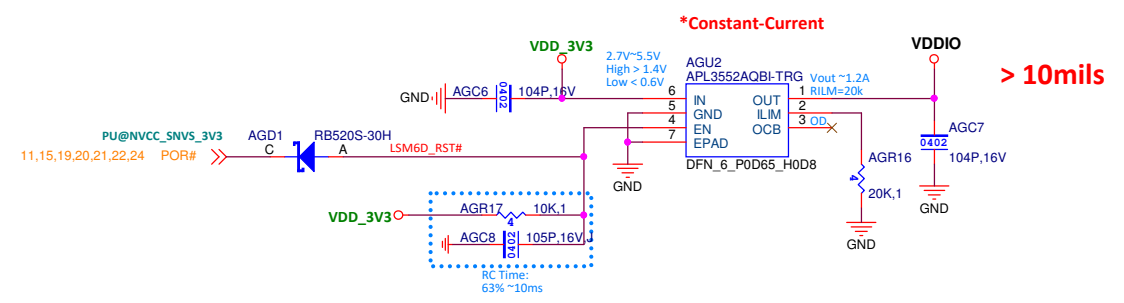 *Constant-Current
VDD_3V3
2.7V~5.5V
High > 1.4V
Low < 0.6V
AGU2
APL3552AQBI-TRG
VDDIO
> 10mils
GND
AGC6
0402
104P,16V
6
IN
OUT
1
Vout ~1.2A
RILM=20k
5
GND
ILIM
2
4
EN
OCB
3
OD
7
EPAD
DFN_6_P0D65_H0D8
AGC7
0402
104P,16V
GND
PU@NVCC_SNVS_3V3
AGD1
RB520S-30H
11,15,19,20,21,22,24
POR#
C
A
LSM6D_RST#
GND
AGR16
4
20K,1
GND
VDD_3V3
AGR17
10K,1
4
AGC8
0402
105P,16V,J
RC Time:
63% ~10ms